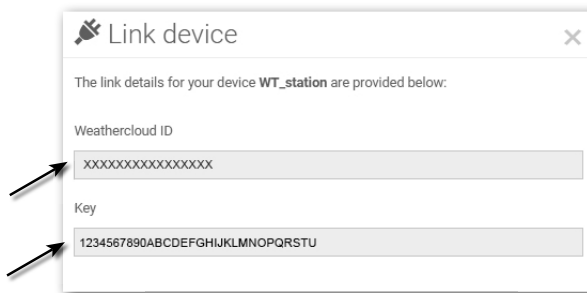 Link device
The link details for your device WT_station are provided below:
Weathercloud ID
XXXXXXXXXXXXXXXX
Key
1234567890ABCDEFGHIJKLMNOPQRSTU